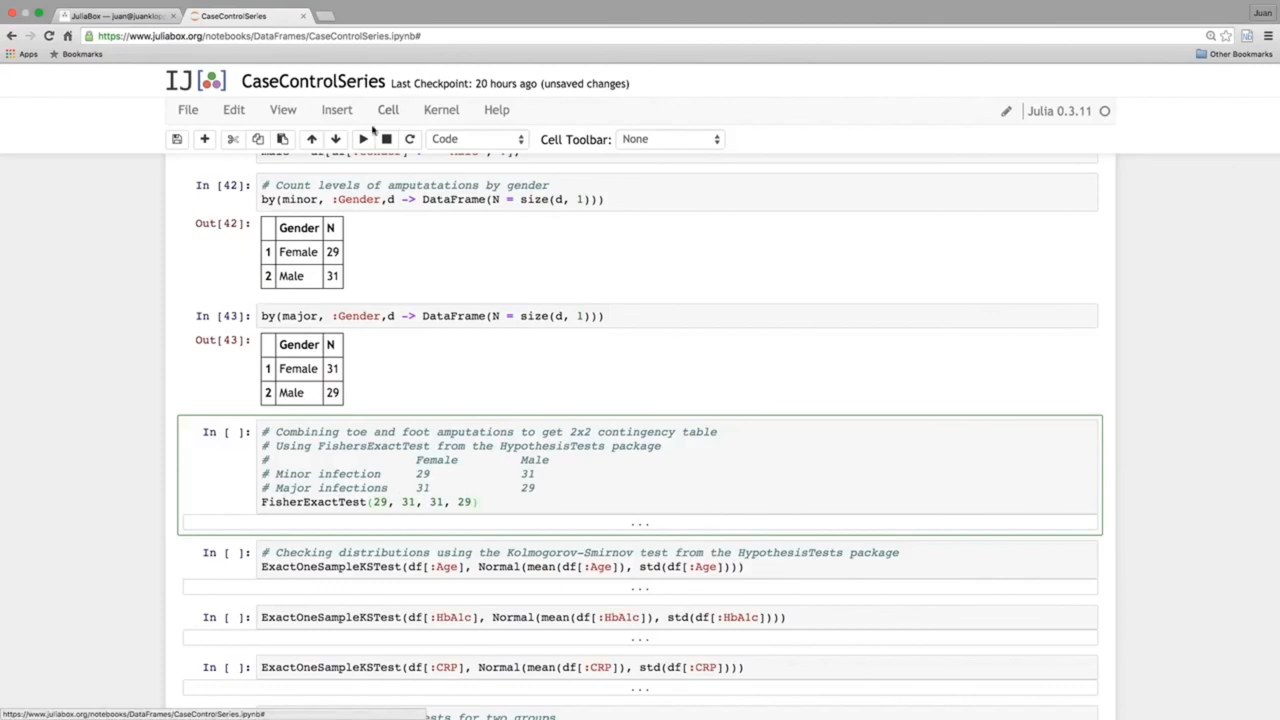 JuliaBox — juan@juanklop
CaseControlSeries
Juan
https://www.juliabox.org/notebooks/DataFrames/CaseControlSeries.ipynb#
Apps
Bookmarks
Other Bookmarks
IJ
CaseControlSeries Last Checkpoint: 20 hours ago (unsaved changes)
File Edit View Insert Cell Kernel Help
Julia 0.3.11
Code
Cell Toolbar: None
In [42]:
# Count levels of amputatations by gender
by(minor, :Gender,d -> DataFrame(N = size(d, 1)))
Out[42]:
Gender N
1 Female 29
2 Male 31
In [43]:
by(major, :Gender,d -> DataFrame(N = size(d, 1)))
Out[43]:
Gender N
1 Female 31
2 Male 29
In [ ]:
# Combining toe and foot amputations to get 2x2 contingency table
# Using FishersExactTest from the HypothesisTests package
# Female Male
# Minor infection 29 31
# Major infections 31 29
FisherExactTest(29, 31, 31, 29)
...
In [ ]:
# Checking distributions using the Kolmogorov-Smirnov test from the HypothesisTests package
ExactOneSampleKSTest(df[:Age], Normal(mean(df[:Age]), std(df[:Age])))
...
In [ ]:
ExactOneSampleKSTest(df[:HbA1c], Normal(mean(df[:HbA1c]), std(df[:HbA1c])))
...
In [ ]:
ExactOneSampleKSTest(df[:CRP], Normal(mean(df[:CRP]), std(df[:CRP])))
...
https://www.juliabox.org/notebooks/DataFrames/CaseControlSeries.ipynb#
for two groups